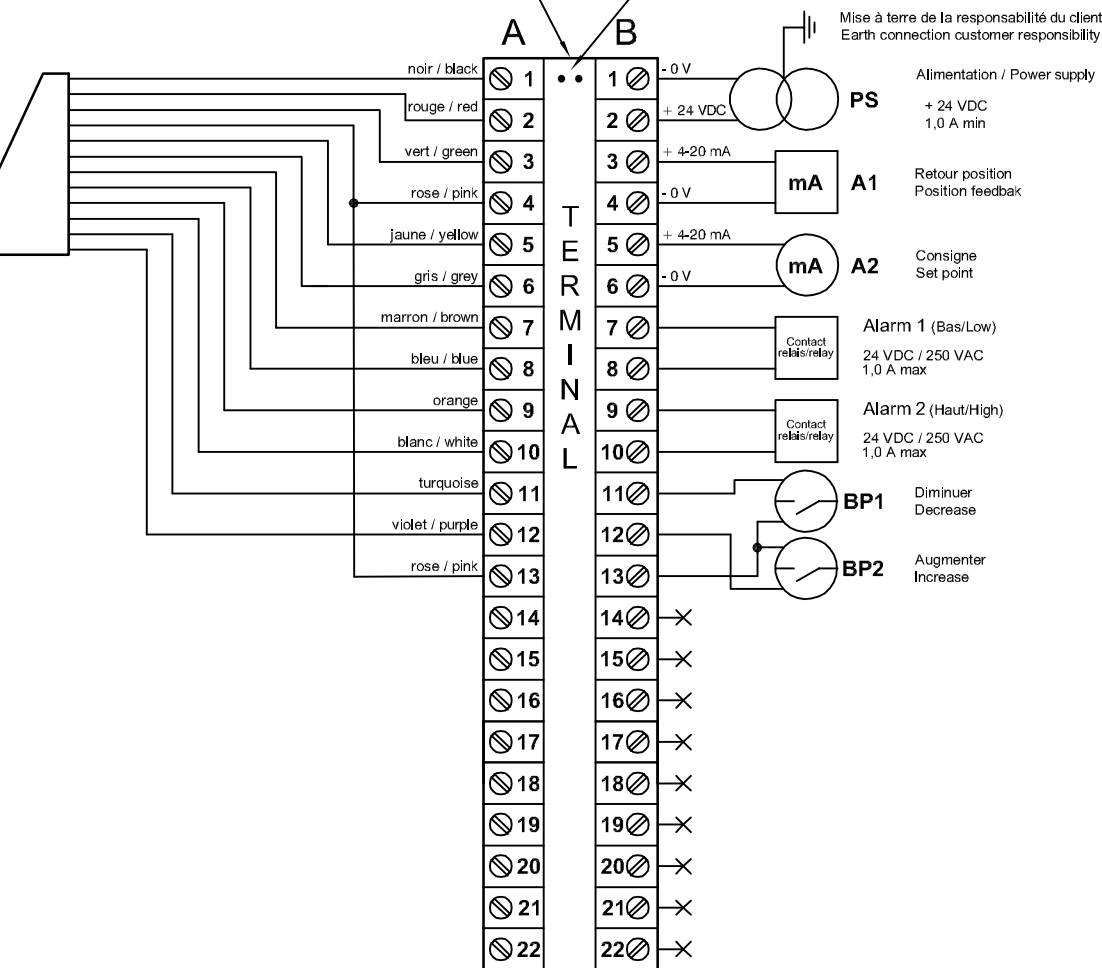 Mise à terre de la responsabilité du client
Earth connection customer responsibility
A B
noir / black 1 1 - 0 V
Alimentation / Power supply
PS
+ 24 VDC
1,0 A min
rouge / red 2 2 + 24 VDC
vert / green 3 3 + 4-20 mA
mA A1
Retour position
Position feedbak
rose / pink 4 4 - 0 V
TERMINAL
jaune / yellow 5 5 + 4-20 mA
mA A2
Consigne
Set point
gris / grey 6 6 - 0 V
marron / brown 7 7
Contact
relais/relay
Alarm 1 (Bas/Low)
24 VDC / 250 VAC
1,0 A max
bleu / blue 8 8
orange 9 9
Contact
relais/relay
Alarm 2 (Haut/High)
24 VDC / 250 VAC
1,0 A max
blanc / white 10 10
turquoise 11 11
BP1
Diminuer
Decrease
violet / purple 12 12
BP2
Augmenter
Increase
rose / pink 13 13
14 14
15 15
16 16
17 17
18 18
19 19
20 20
21 21
22 22